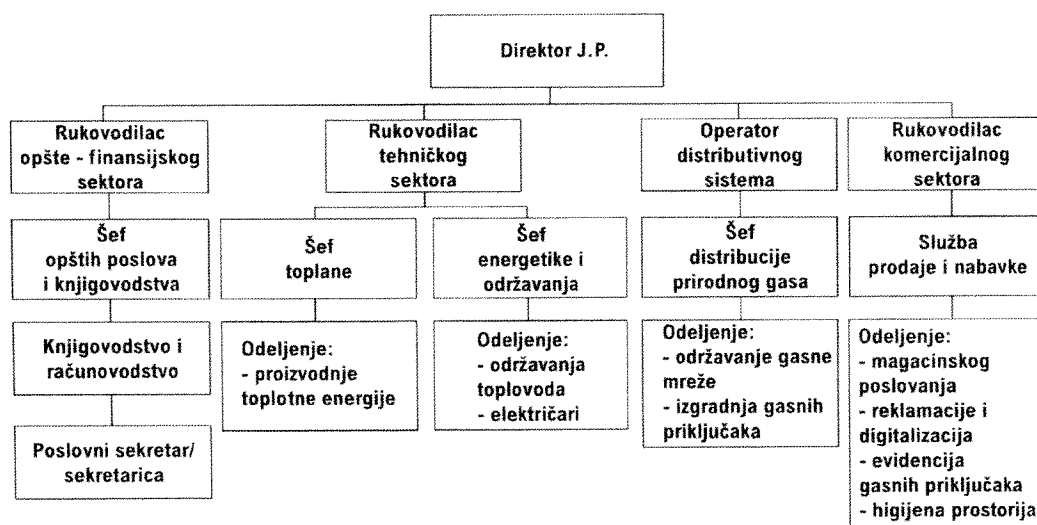 Direktor J.P.
Rukovodilac
opšte - finansijskog
sektora
Rukovodilac
tehničkog
sektora
Operator
distributivnog
sistema
Rukovodilac
komercijalnog
sektora
Šef
opštih poslova
i knjigovodstva
Šef
toplane
Šef
energetike i
održavanja
Šef
distribucije
prirodnog gasa
Služba
prodaje i nabavke
Knjigovodstvo i
računovodstvo
Odeljenje:
- proizvodnje
toplotne energije
Odeljenje:
- održavanja
toplovoda
- električari
Odeljenje:
- održavanje gasne
mreže
- izgradnja gasnih
priključaka
Odeljenje:
- magacinskog
poslovanja
- reklamacije i
digitalizacija
- evidencija
gasnih priključaka
- higijena prostorija
Poslovni sekretar/
sekretarica